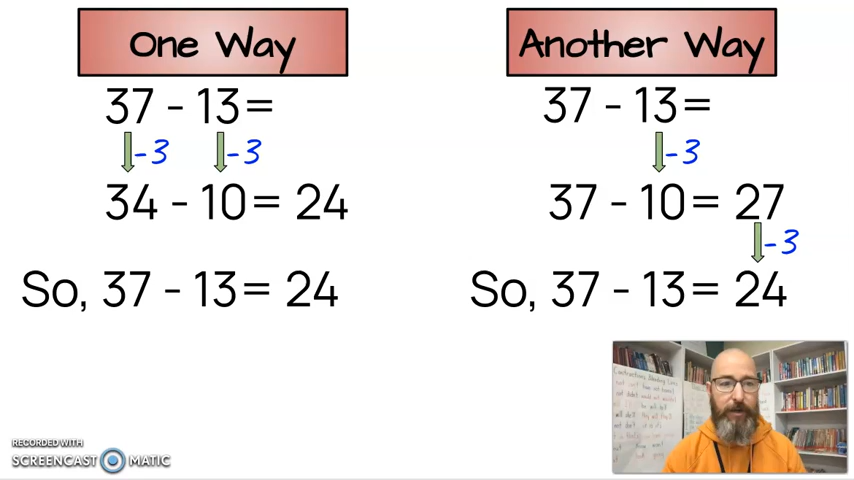 One Way
37 - 13=
-3 -3
34 - 10= 24
So, 37 - 13= 24
Another Way
37 - 13=
-3
37 - 10= 27
-3
So, 37 - 13= 24
RECORDED WITH
SCREENCAST MATIC